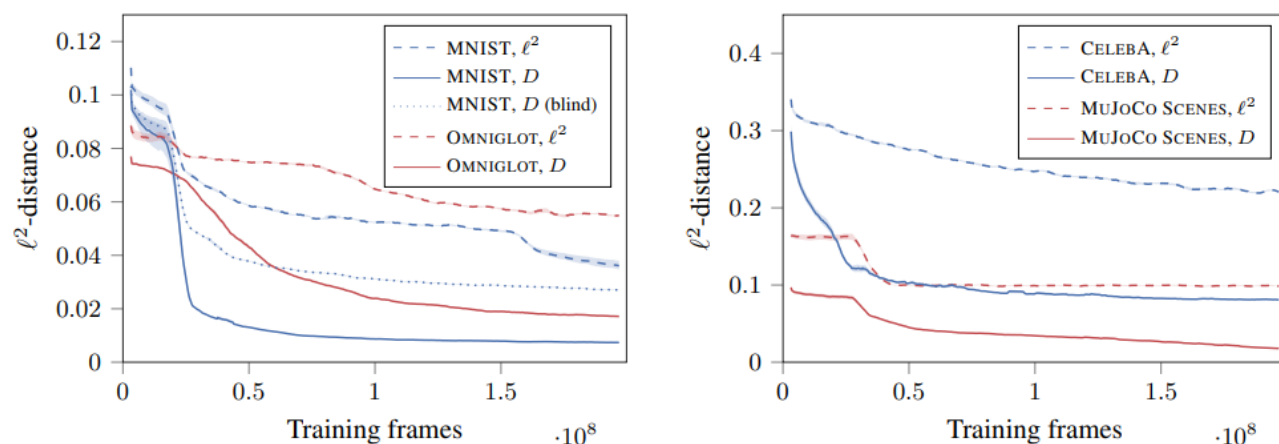 0.12
0.1
0.08
0.06
0.04
0.02
0
ℓ²-distance
MNIST, ℓ²
MNIST, D
MNIST, D (blind)
OMNIGLOT, ℓ²
OMNIGLOT, D
0 0.5 1 1.5
Training frames ·10⁸
0.4
0.3
0.2
0.1
0
ℓ²-distance
CELEBA, ℓ²
CELEBA, D
MUJOCO SCENES, ℓ²
MUJOCO SCENES, D
0 0.5 1 1.5
Training frames ·10⁸